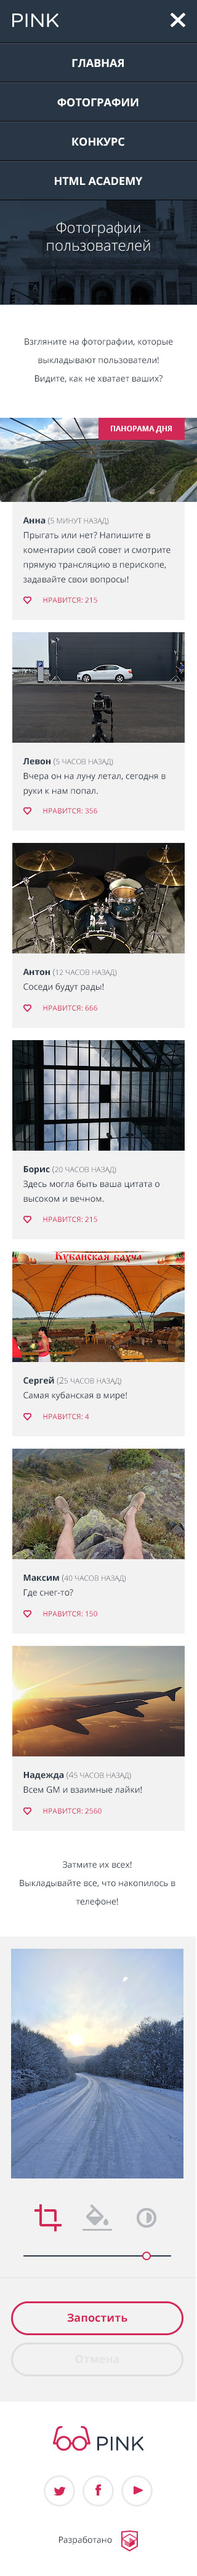 PINK
ГЛАВНАЯ
ФОТОГРАФИИ
КОНКУРС
HTML ACADEMY
Фотографии
пользователей
Взгляните на фотографии, которые
выкладывают пользователи!
Видите, как не хватает ваших?
ПАНОРАМА ДНЯ
Анна (5 МИНУТ НАЗАД)
Прыгать или нет? Напишите в
коментарии свой совет и смотрите
прямую трансляцию в перископе,
задавайте свои вопросы!
НРАВИТСЯ: 215
Левон (5 ЧАСОВ НАЗАД)
Вчера он на луну летал, сегодня в
руки к нам попал.
НРАВИТСЯ: 356
Антон (12 ЧАСОВ НАЗАД)
Соседи будут рады!
НРАВИТСЯ: 666
Борис (20 ЧАСОВ НАЗАД)
Здесь могла быть ваша цитата о
высоком и вечном.
НРАВИТСЯ: 215
Кубанская бахча
Сергей (25 ЧАСОВ НАЗАД)
Самая кубанская в мире!
НРАВИТСЯ: 4
Максим (40 ЧАСОВ НАЗАД)
Где снег-то?
НРАВИТСЯ: 150
Надежда (45 ЧАСОВ НАЗАД)
Всем GM и взаимные лайки!
НРАВИТСЯ: 2560
Затмите их всех!
Выкладывайте все, что накопилось в
телефоне!
Запостить
Отмена
PINK
Разработано